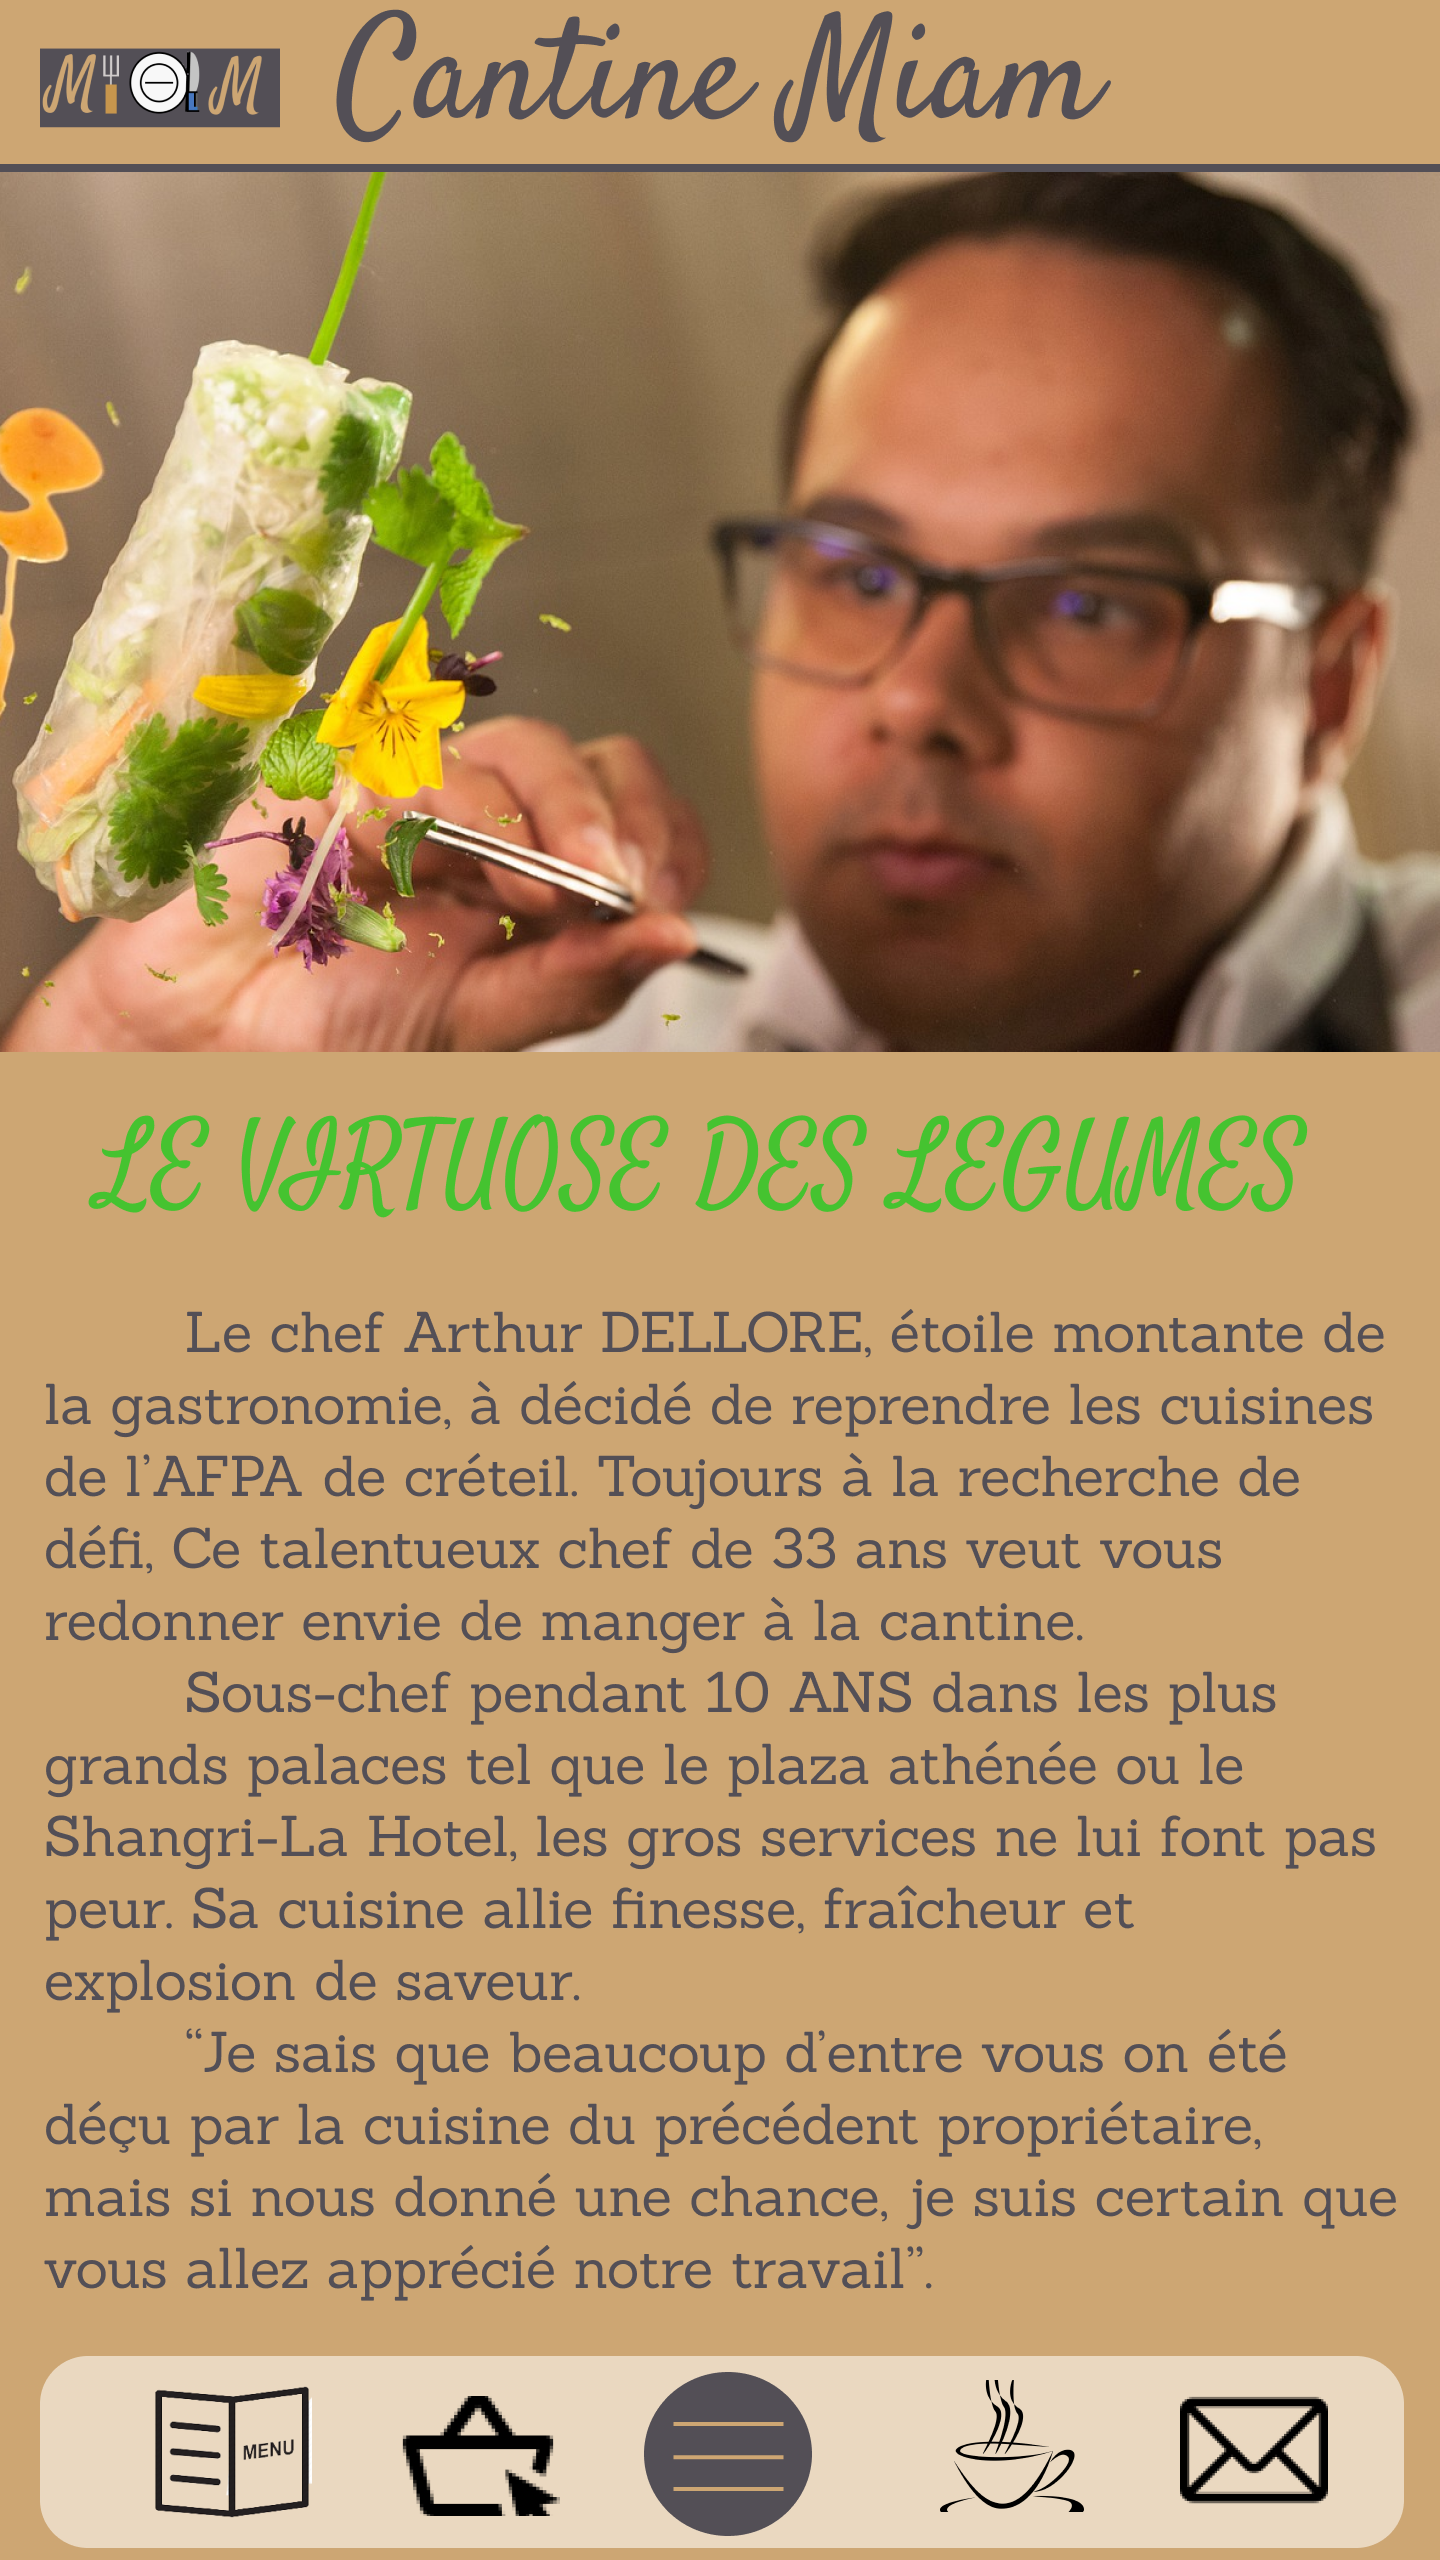 MIAM
Cantine Miam
LE VIRTUOSE DES LEGUMES
Le chef Arthur DELLORE, étoile montante de
la gastronomie, à décidé de reprendre les cuisines
de l’AFPA de créteil. Toujours à la recherche de
défi, Ce talentueux chef de 33 ans veut vous
redonner envie de manger à la cantine.
Sous-chef pendant 10 ANS dans les plus
grands palaces tel que le plaza athénée ou le
Shangri-La Hotel, les gros services ne lui font pas
peur. Sa cuisine allie finesse, fraîcheur et
explosion de saveur.
“Je sais que beaucoup d’entre vous on été
déçu par la cuisine du précédent propriétaire,
mais si nous donné une chance, je suis certain que
vous allez apprécié notre travail”.
MENU